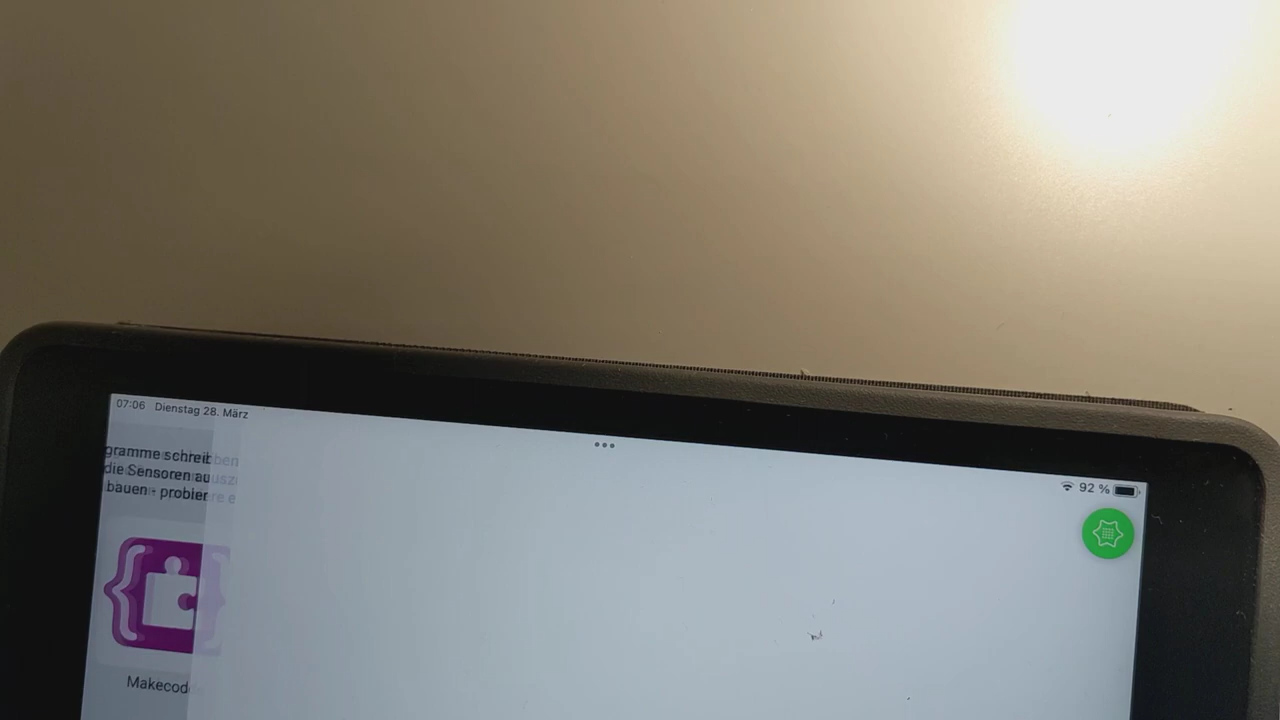 07:06 Dienstag 28. März
92 %
gramme schreib
die Sensoren au
bauen - probier
Makecod